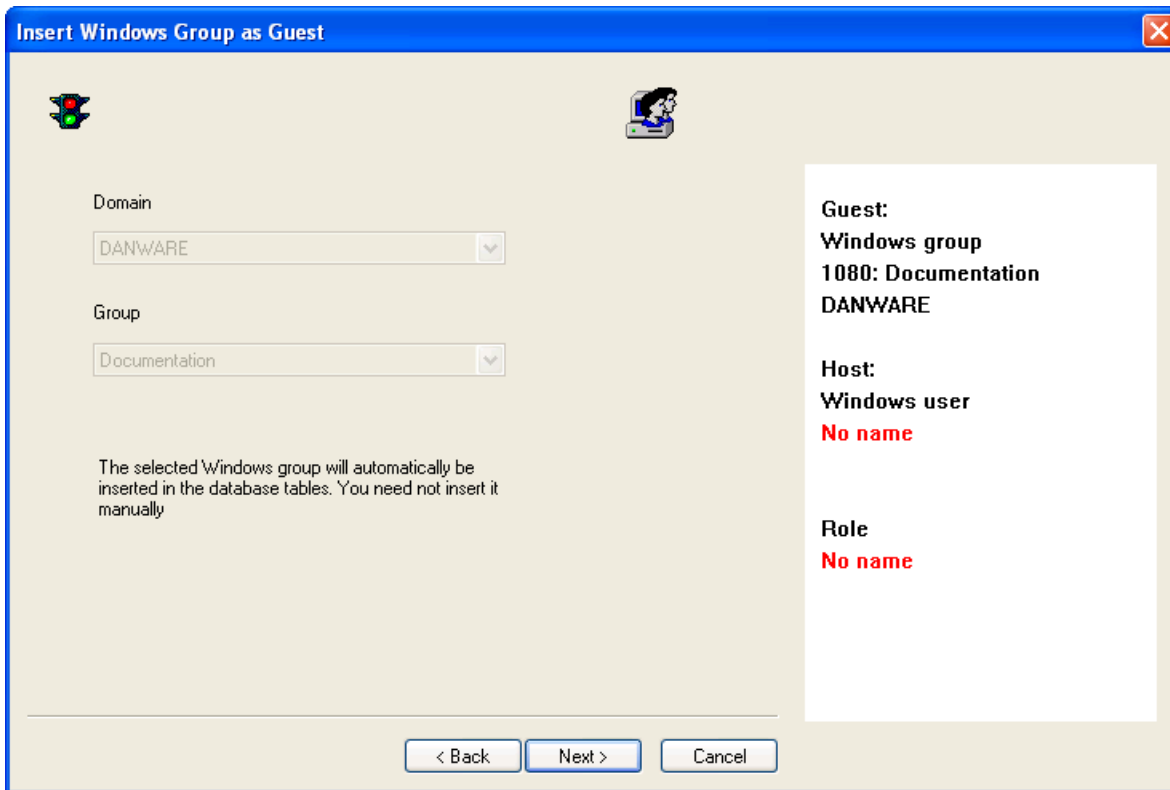 Insert Windows Group as Guest
Domain
DANWARE
Group
Documentation
The selected Windows group will automatically be
inserted in the database tables. You need not insert it
manually
Guest:
Windows group
1080: Documentation
DANWARE
Host:
Windows user
No name
Role
No name
< Back
Next >
Cancel